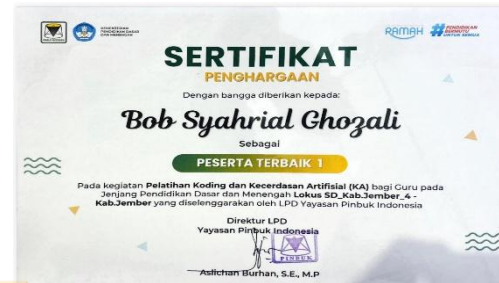 KEMENTERIAN
PENDIDIKAN DASAR
DAN MENENGAH
RAMAH
#PENDIDIKAN
BERMUTU
UNTUK SEMUA
SERTIFIKAT
PENGHARGAAN
Dengan bangga diberikan kepada:
Bob Syahrial Ghozali
Sebagai
PESERTA TERBAIK 1
Pada kegiatan Pelatihan Koding dan Kecerdasan Artifisial (KA) bagi Guru pada
Jenjang Pendidikan Dasar dan Menengah Lokus SD_Kab.Jember_4 -
Kab.Jember yang diselenggarakan oleh LPD Yayasan Pinbuk Indonesia
Direktur LPD
Yayasan Pinbuk Indonesia
PINBUK
Aslichan Burhan, S.E., M.P